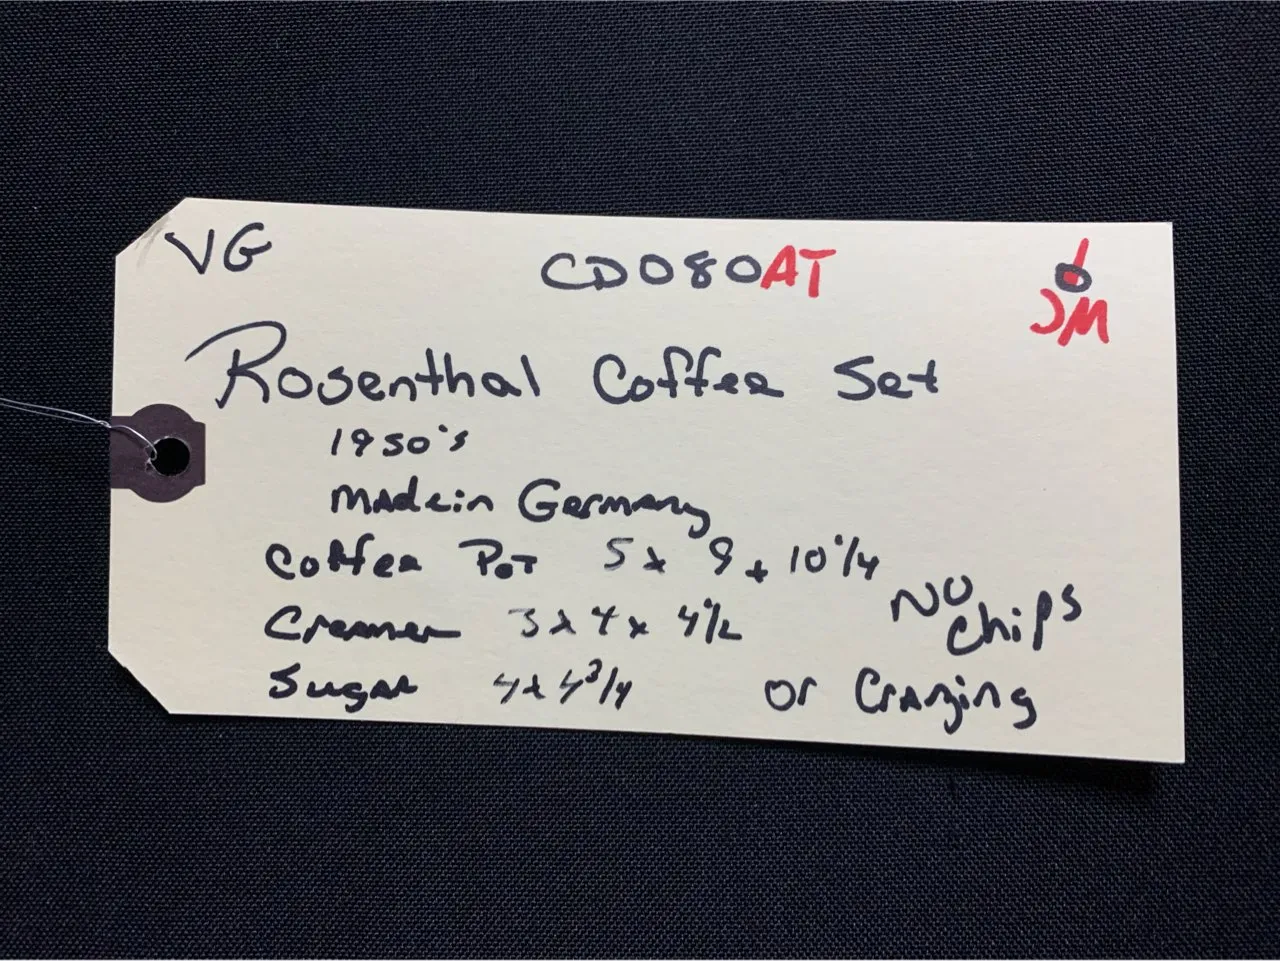 VG CD080AT
JM
Rosenthal Coffee Set
1950's
Made in Germany
Coffee Pot 5 x 9 x 10 1/4
Creamer 3 x 4 x 4 1/2
No Chips
Sugar 4 x 4 3/4
or Crazing